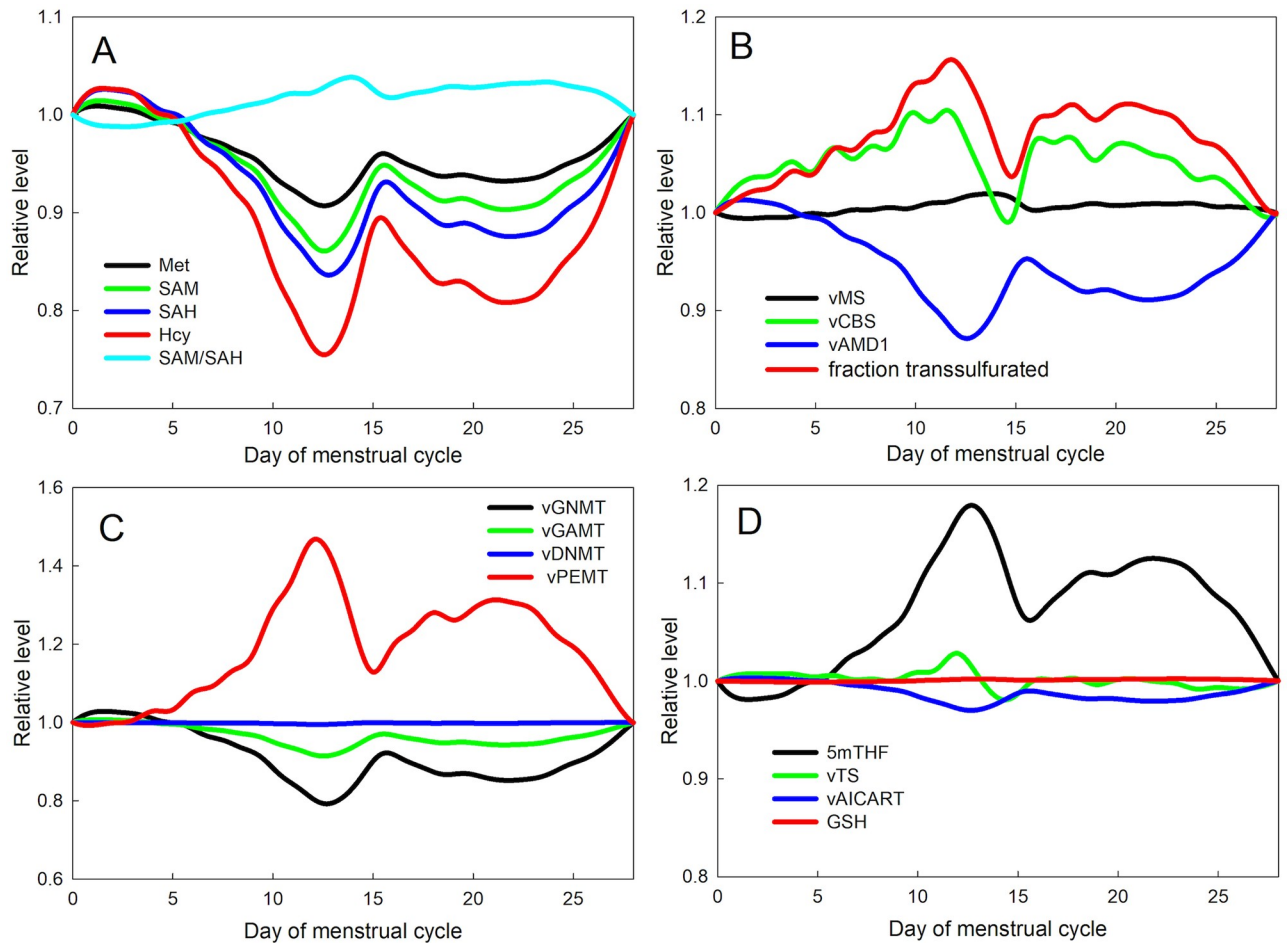 A
1.1
1.0
0.9
0.8
0.7
Relative level
Met
SAM
SAH
Hcy
SAM/SAH
0
5
10
15
20
25
Day of menstrual cycle
B
1.2
1.1
1.0
0.9
0.8
Relative level
vMS
vCBS
vAMD1
fraction transsulfurated
0
5
10
15
20
25
Day of menstrual cycle
C
1.6
1.4
1.2
1.0
0.8
0.6
Relative level
vGNMT
vGAMT
vDNMT
vPEMT
0
5
10
15
20
25
Day of menstrual cycle
D
1.2
1.1
1.0
0.9
0.8
Relative level
5mTHF
vTS
vAICART
GSH
0
5
10
15
20
25
Day of menstrual cycle